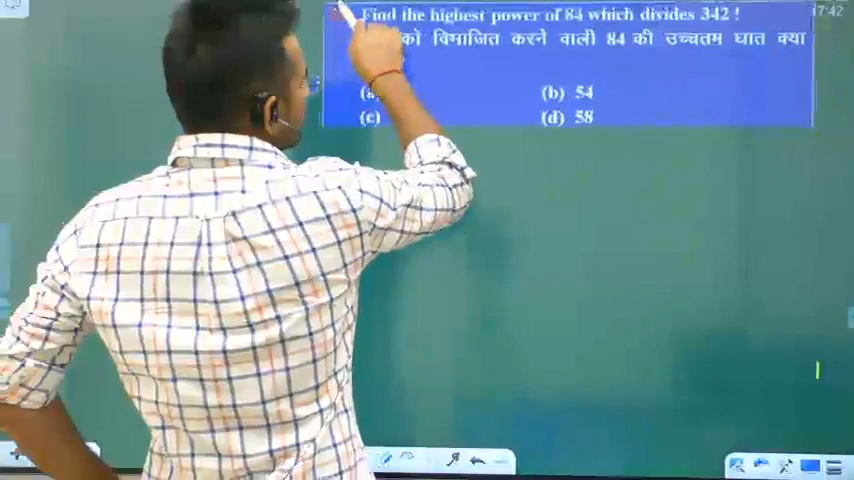 Find the highest power of 84 which divides 342 !
को विभाजित करने वाली 84 की उच्चतम घात क्या
(a) (b) 54
(c) (d) 58
17:42